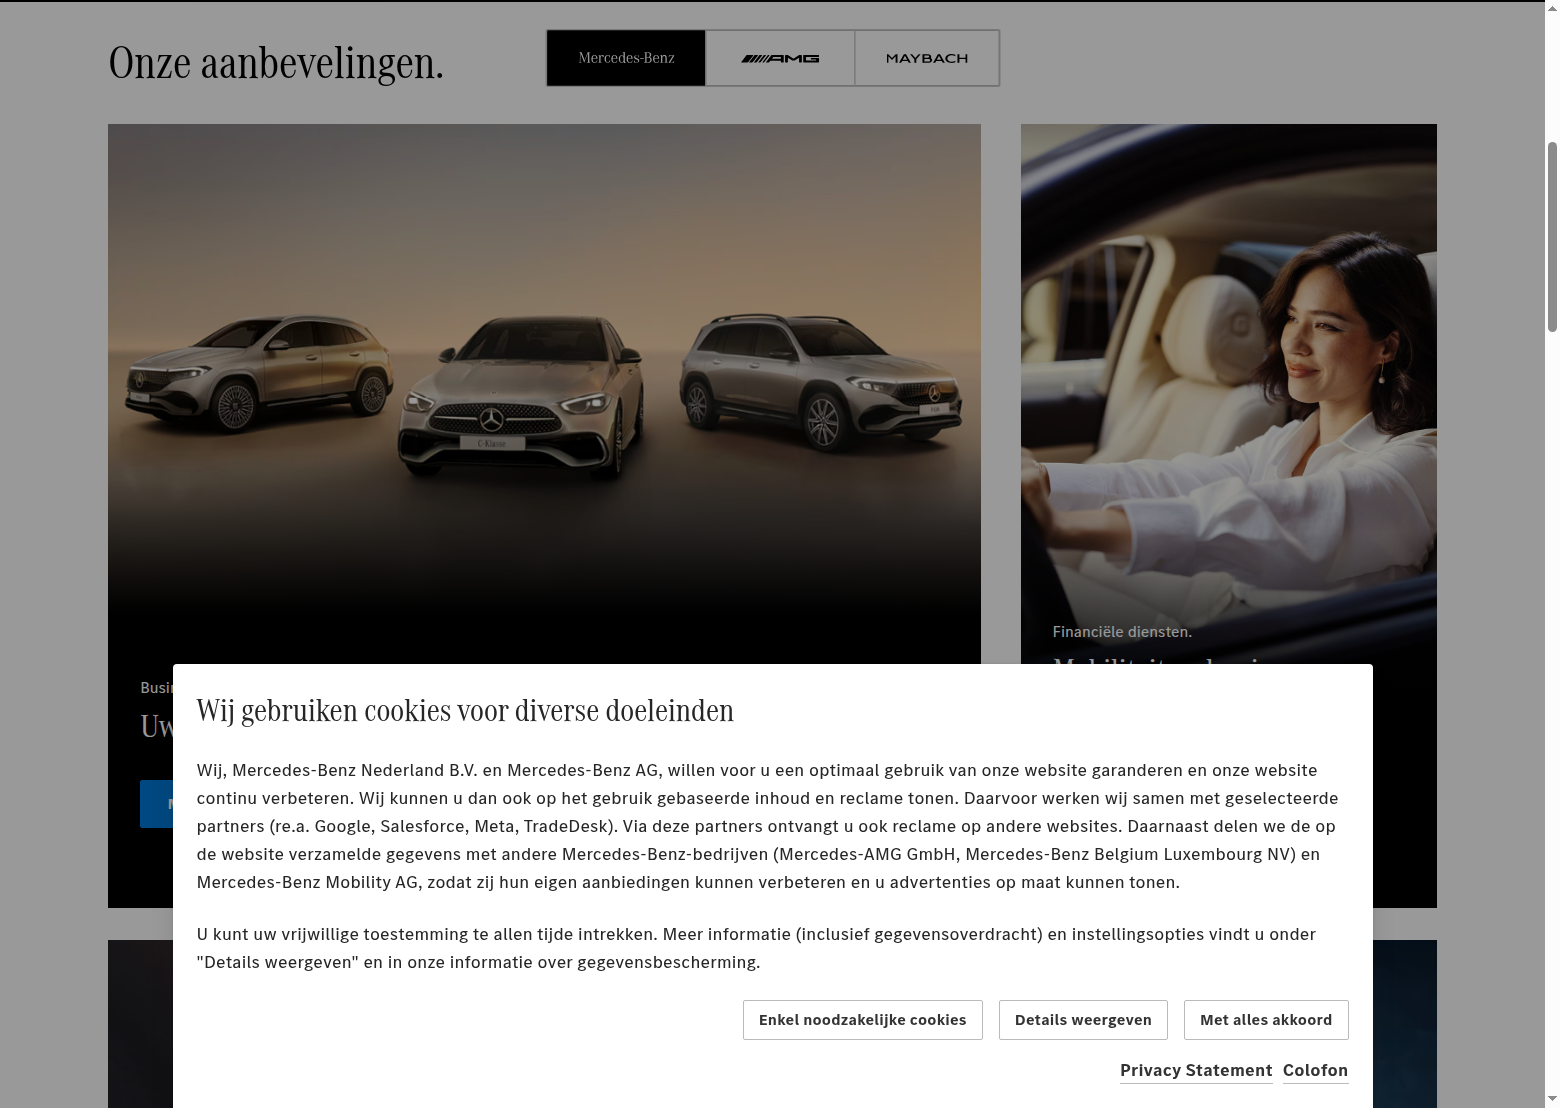 Onze aanbevelingen.
Mercedes-Benz
AMG
MAYBACH
C-Klasse
Financiële diensten.
Wij gebruiken cookies voor diverse doeleinden
Wij, Mercedes-Benz Nederland B.V. en Mercedes-Benz AG, willen voor u een optimaal gebruik van onze website garanderen en onze website
continu verbeteren. Wij kunnen u dan ook op het gebruik gebaseerde inhoud en reclame tonen. Daarvoor werken wij samen met geselecteerde
partners (re.a. Google, Salesforce, Meta, TradeDesk). Via deze partners ontvangt u ook reclame op andere websites. Daarnaast delen we de op
de website verzamelde gegevens met andere Mercedes-Benz-bedrijven (Mercedes-AMG GmbH, Mercedes-Benz Belgium Luxembourg NV) en
Mercedes-Benz Mobility AG, zodat zij hun eigen aanbiedingen kunnen verbeteren en u advertenties op maat kunnen tonen.
U kunt uw vrijwillige toestemming te allen tijde intrekken. Meer informatie (inclusief gegevensoverdracht) en instellingsopties vindt u onder
"Details weergeven" en in onze informatie over gegevensbescherming.
Enkel noodzakelijke cookies
Details weergeven
Met alles akkoord
Privacy Statement
Colofon